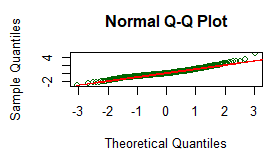 Normal Q-Q Plot
Sample Quantiles
4
-2
-3 -2 -1 0 1 2 3
Theoretical Quantiles